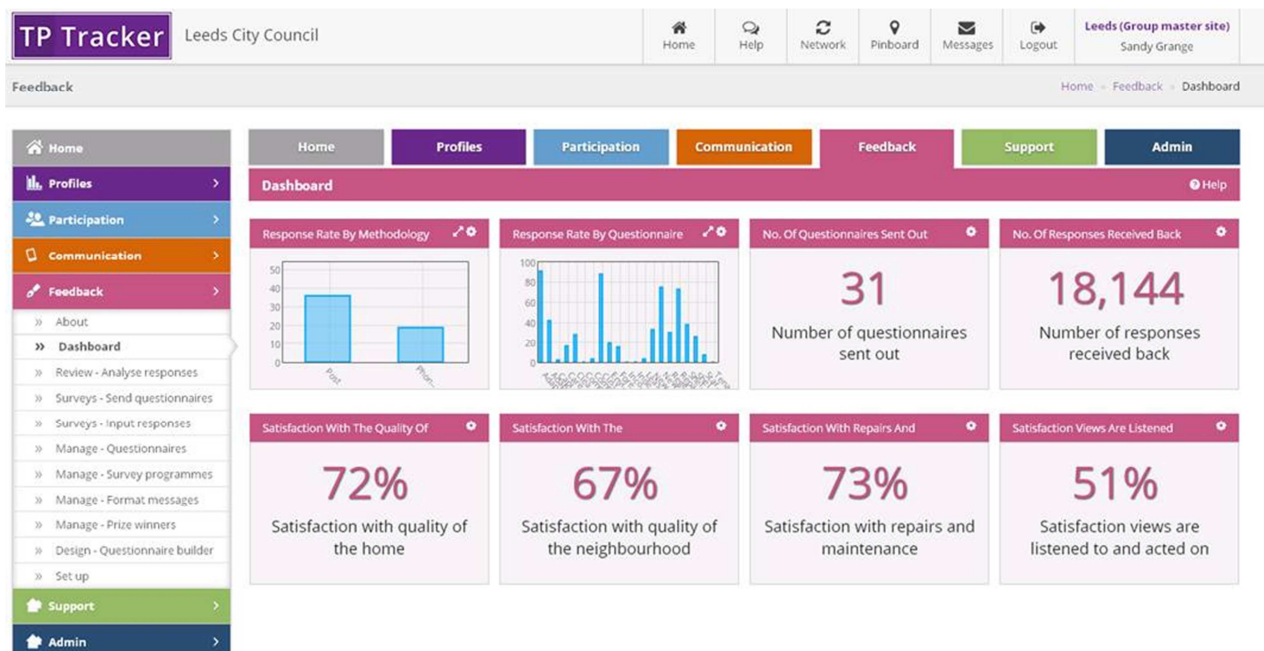 TP Tracker
Leeds City Council
Home
Help
Network
Pinboard
Messages
Logout
Leeds (Group master site)
Sandy Grange
Feedback
Home » Feedback » Dashboard
Home
Profiles
Participation
Communication
Feedback
» About
» Dashboard
» Review - Analyse responses
» Surveys - Send questionnaires
» Surveys - Input responses
» Manage - Questionnaires
» Manage - Survey programmes
» Manage - Format messages
» Manage - Prize winners
» Design - Questionnaire builder
» Set up
Support
Admin
Home
Profiles
Participation
Communication
Feedback
Support
Admin
Dashboard
Help
Response Rate By Methodology
50
40
30
20
10
0
Post
Phon...
Response Rate By Questionnaire
100
80
60
40
20
0
No. Of Questionnaires Sent Out
31
Number of questionnaires
sent out
No. Of Responses Received Back
18,144
Number of responses
received back
Satisfaction With The Quality Of
72%
Satisfaction with quality of
the home
Satisfaction With The
67%
Satisfaction with quality of
the neighbourhood
Satisfaction With Repairs And
73%
Satisfaction with repairs and
maintenance
Satisfaction Views Are Listened
51%
Satisfaction views are
listened to and acted on